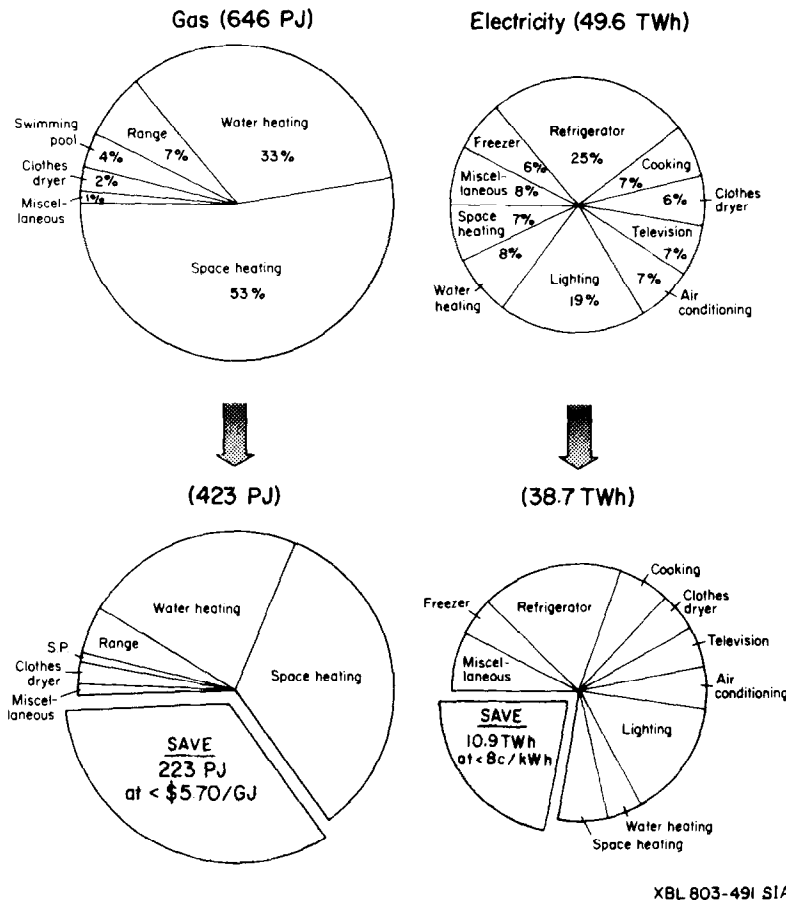 Gas (646 PJ)
Water heating
33%
Range
7%
Swimming
pool
4%
Clothes
dryer
2%
Miscel-
laneous
1%
Space heating
53%
Electricity (49.6 TWh)
Refrigerator
25%
Freezer
6%
Miscel-
laneous
8%
Space
heating
7%
Water
heating
8%
Lighting
19%
Cooking
7%
Clothes
dryer
6%
Television
7%
Air
conditioning
7%
(423 PJ)
Water heating
Range
S.P.
Clothes
dryer
Miscel-
laneous
Space heating
SAVE
223 PJ
at < $5.70/GJ
(38.7 TWh)
Cooking
Clothes
dryer
Television
Air
conditioning
Lighting
Freezer
Refrigerator
Miscel-
laneous
SAVE
10.9 TWh
at <8c/kWh
Water heating
Space heating
XBL 803-491 SIA